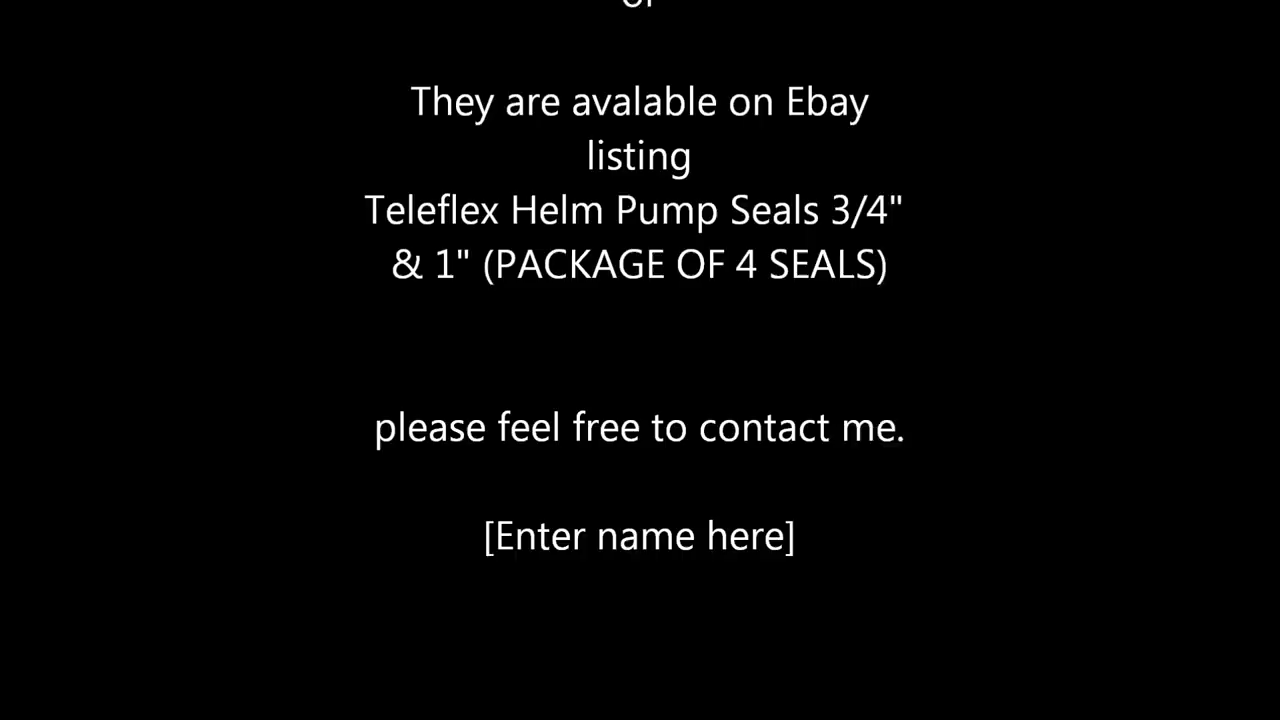 They are avalable on Ebay
listing
Teleflex Helm Pump Seals 3/4"
& 1" (PACKAGE OF 4 SEALS)
please feel free to contact me.
[Enter name here]